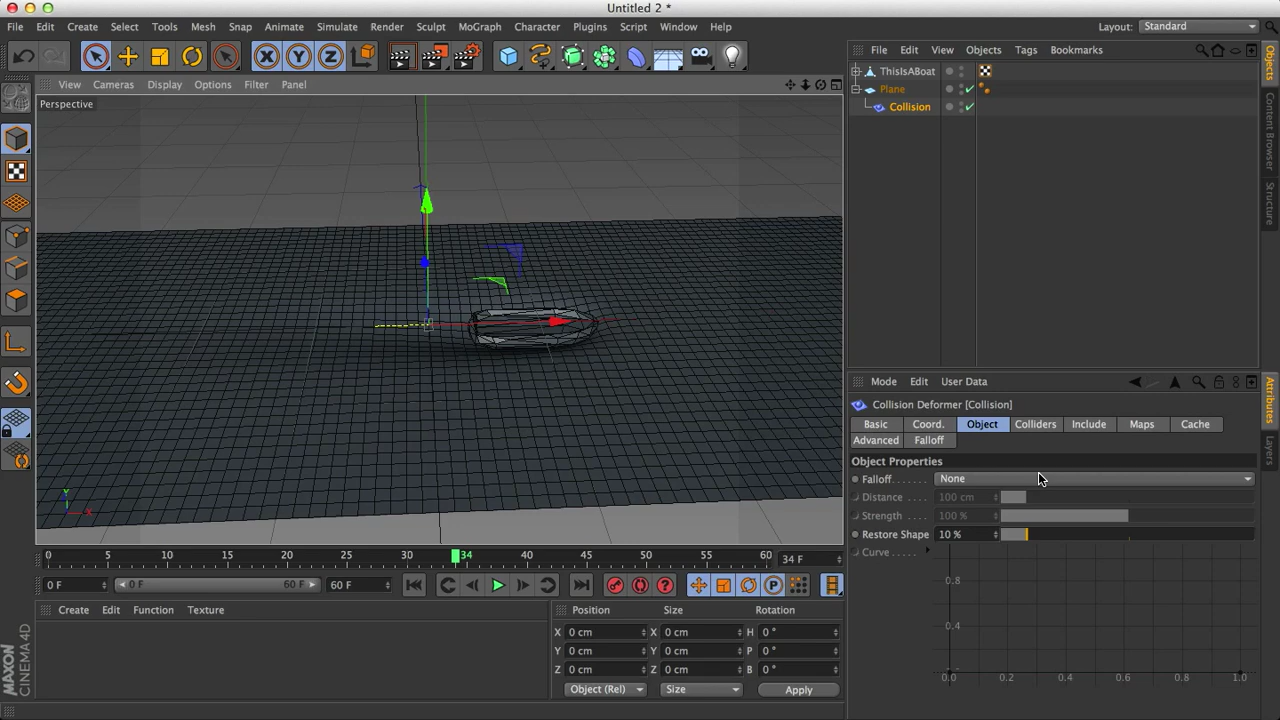 Untitled 2 *
File Edit Create Select Tools Mesh Snap Animate Simulate Render Sculpt MoGraph Character Plugins Script Window Help Layout: Standard
X Y Z
File Edit View Objects Tags Bookmarks
View Cameras Display Options Filter Panel
Perspective
ThisIsABoat
Plane
Collision
Objects
Content Browser
Structure
Y
X
Mode Edit User Data
Collision Deformer [Collision]
Basic Coord. Object Colliders Include Maps Cache
Advanced Falloff
Object Properties
Falloff....... None
Distance.... 100 cm
Strength.... 100 %
Restore Shape 10 %
Curve.....
0.8
0.4
0.0 0.2 0.4 0.6 0.8 1.0
Attributes
Layers
0 5 10 15 20 25 30 34 40 45 50 55 60 34 F
0 F 0 F 60 F 60 F P
Create Edit Function Texture
Position Size Rotation
X 0 cm X 0 cm H 0 °
Y 0 cm Y 0 cm P 0 °
Z 0 cm Z 0 cm B 0 °
Object (Rel) Size Apply
MAXON
CINEMA 4D